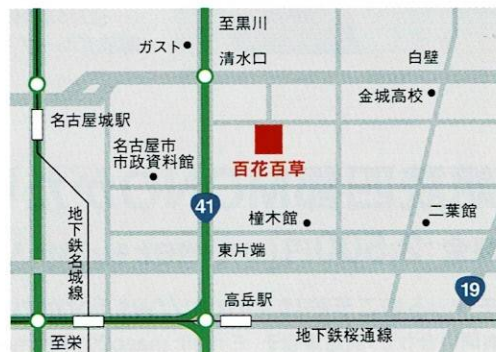 至黒川
ガスト
清水口
白壁
金城高校
名古屋城駅
名古屋市
市政資料館
百花百草
41
橦木館
二葉館
地下鉄名城線
東片端
19
高岳駅
地下鉄桜通線
至栄